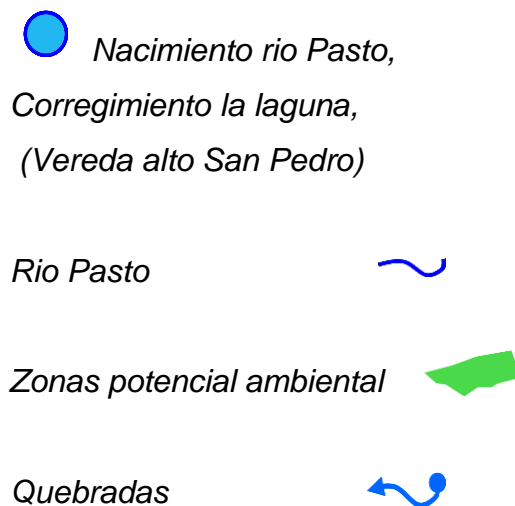 Nacimiento rio Pasto,
Corregimiento la laguna,
(Vereda alto San Pedro)
Rio Pasto
Zonas potencial ambiental
Quebradas